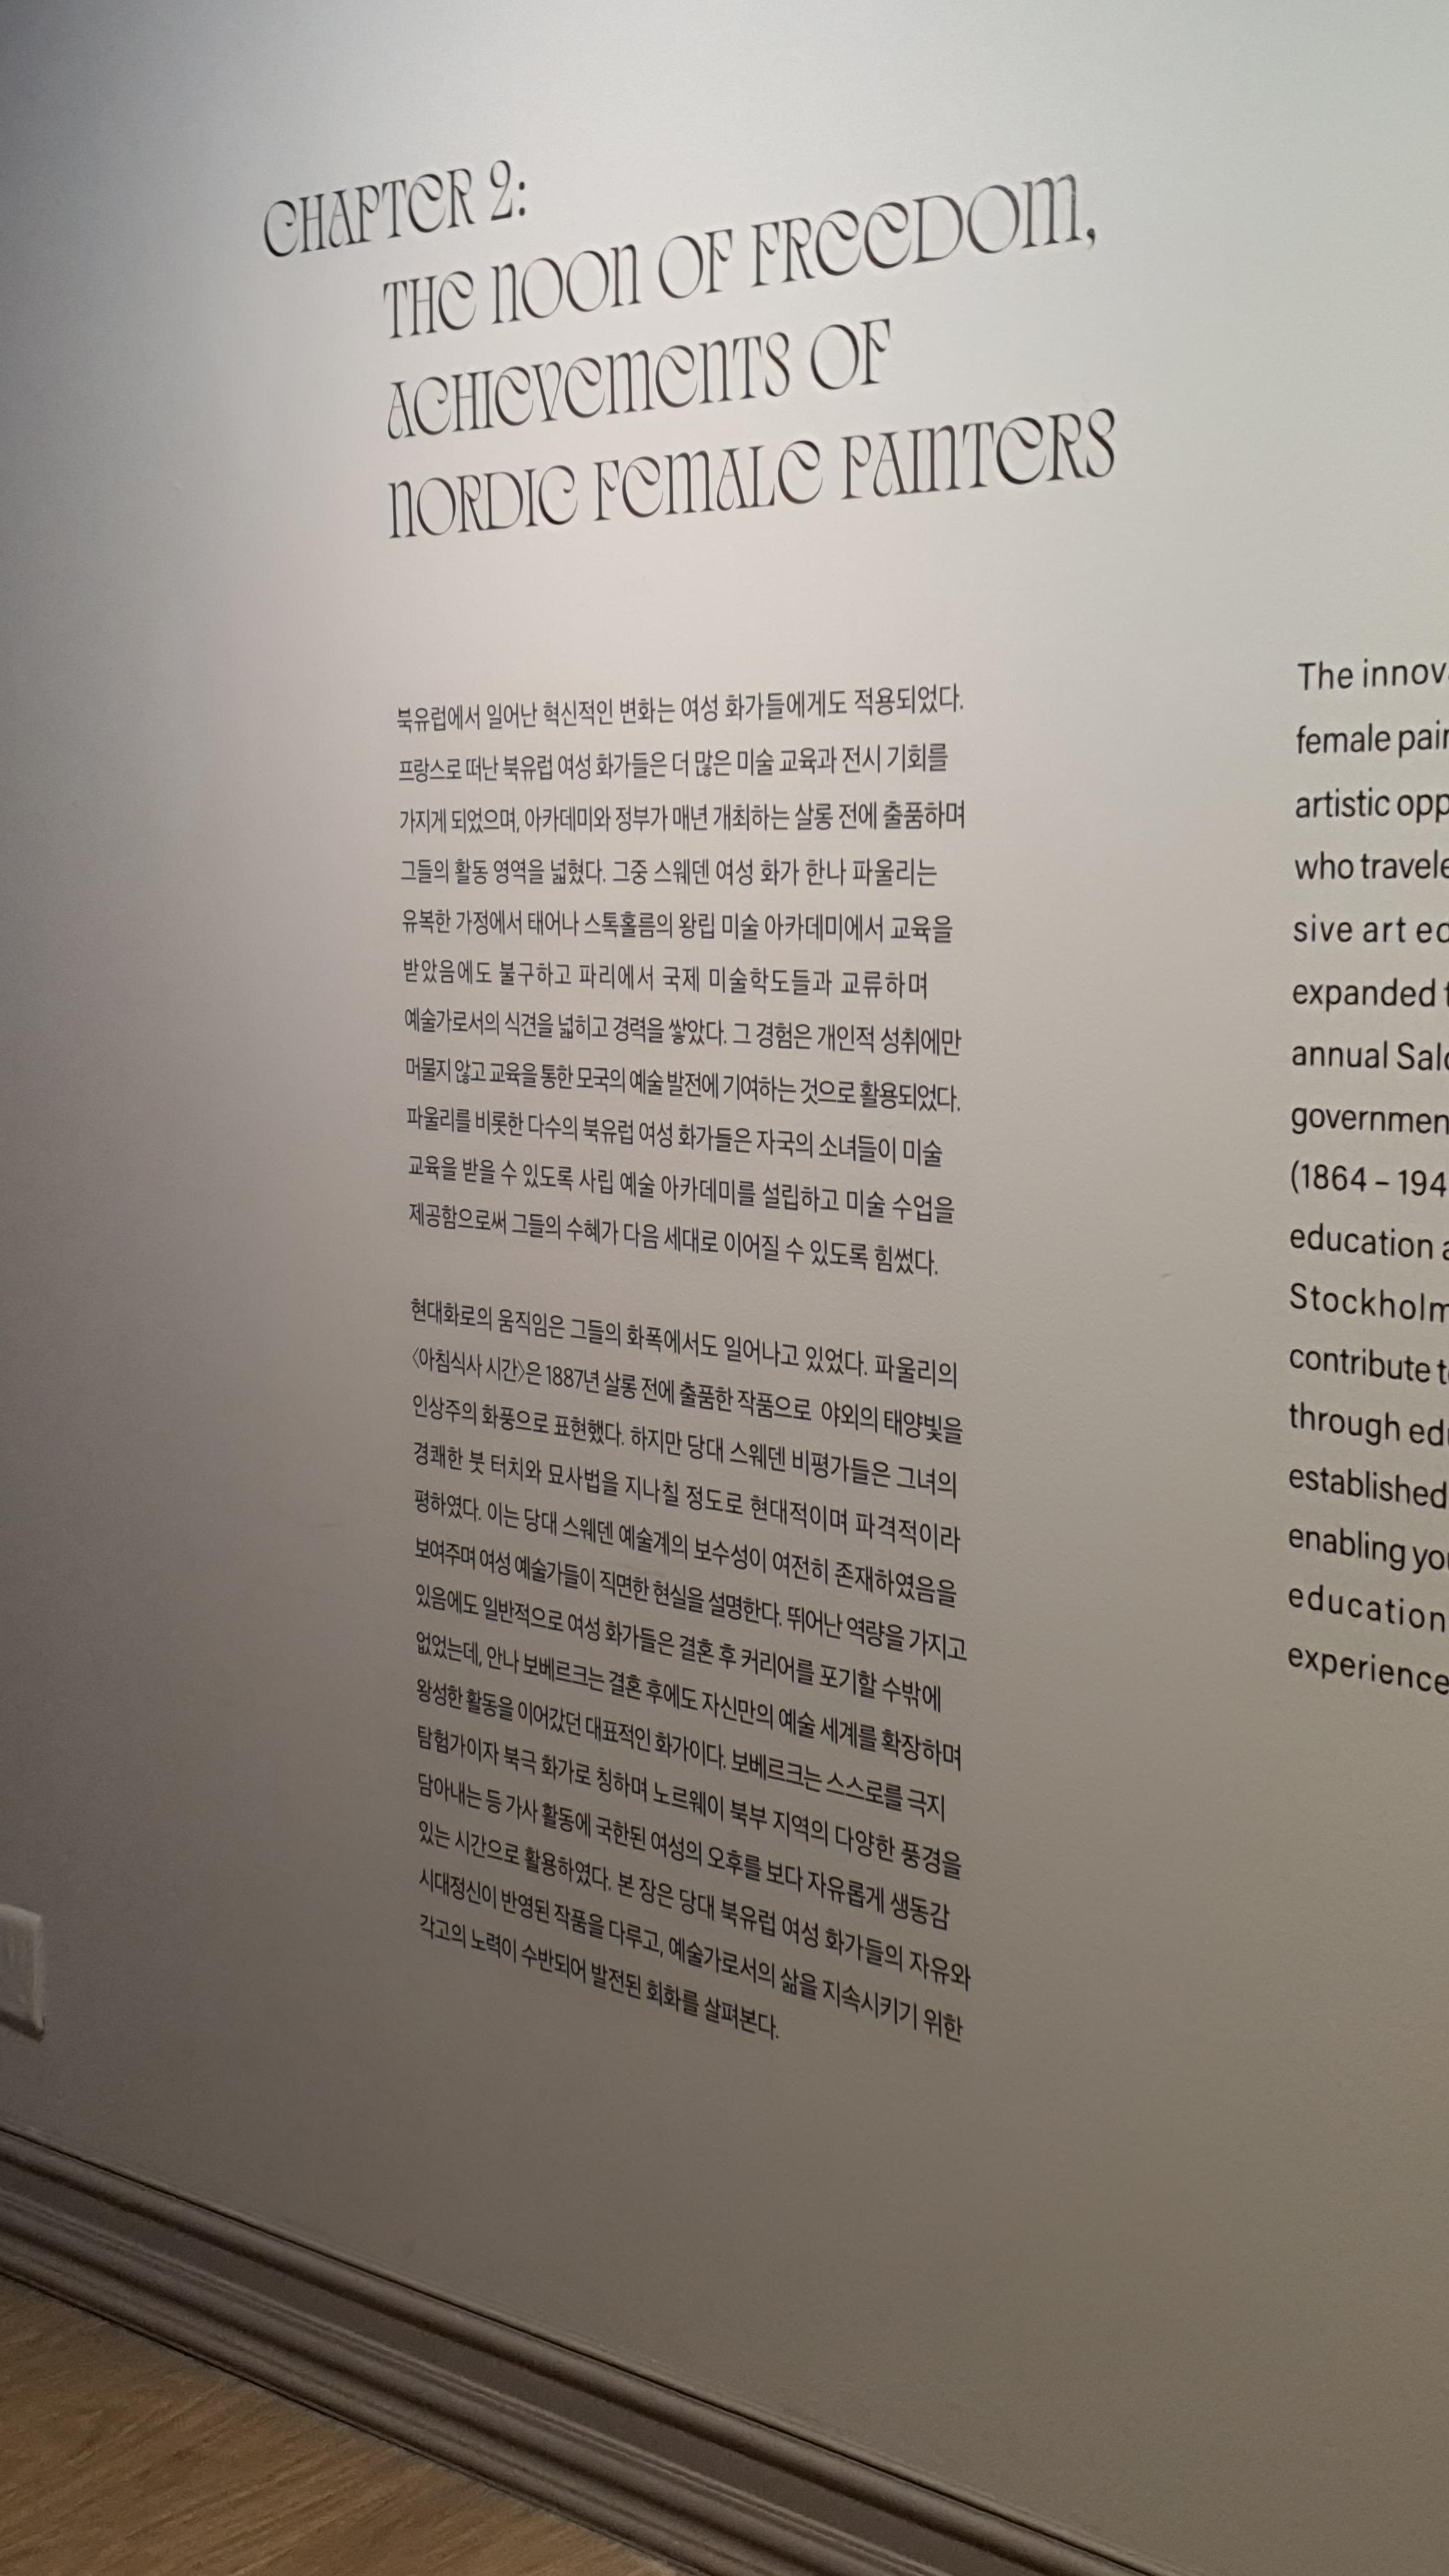 CHAPTER 2:
THE NOON OF FREEDOM,
ACHIEVEMENTS OF
NORDIC FEMALE PAINTERS
북유럽에서 일어난 혁신적인 변화는 여성 화가들에게도 적용되었다.
프랑스로 떠난 북유럽 여성 화가들은 더 많은 미술 교육과 전시 기회를
가지게 되었으며, 아카데미와 정부가 매년 개최하는 살롱 전에 출품하며
그들의 활동 영역을 넓혔다. 그중 스웨덴 여성 화가 한나 파울리는
유복한 가정에서 태어나 스톡홀름의 왕립 미술 아카데미에서 교육을
받았음에도 불구하고 파리에서 국제 미술학도들과 교류하며
예술가로서의 식견을 넓히고 경력을 쌓았다. 그 경험은 개인적 성취에만
머물지 않고 교육을 통한 모국의 예술 발전에 기여하는 것으로 활용되었다.
파울리를 비롯한 다수의 북유럽 여성 화가들은 자국의 소녀들이 미술
교육을 받을 수 있도록 사립 예술 아카데미를 설립하고 미술 수업을
제공함으로써 그들의 수혜가 다음 세대로 이어질 수 있도록 힘썼다.
현대화로의 움직임은 그들의 화폭에서도 일어나고 있었다. 파울리의
〈아침식사 시간〉은 1887년 살롱 전에 출품한 작품으로 야외의 태양빛을
인상주의 화풍으로 표현했다. 하지만 당대 스웨덴 비평가들은 그녀의
경쾌한 붓 터치와 묘사법을 지나칠 정도로 현대적이며 파격적이라
평하였다. 이는 당대 스웨덴 예술계의 보수성이 여전히 존재하였음을
보여주며 여성 예술가들이 직면한 현실을 설명한다. 뛰어난 역량을 가지고
있음에도 일반적으로 여성 화가들은 결혼 후 커리어를 포기할 수밖에
없었는데, 안나 보베르크는 결혼 후에도 자신만의 예술 세계를 확장하며
왕성한 활동을 이어갔던 대표적인 화가이다. 보베르크는 스스로를 극지
탐험가이자 북극 화가로 칭하며 노르웨이 북부 지역의 다양한 풍경을
담아내는 등 가사 활동에 국한된 여성의 오후를 보다 자유롭게 생동감
있는 시간으로 활용하였다. 본 장은 당대 북유럽 여성 화가들의 자유와
시대정신이 반영된 작품을 다루고, 예술가로서의 삶을 지속시키기 위한
각고의 노력이 수반되어 발전된 회화를 살펴본다.
The innov
female pain
artistic opp
who travele
sive art ed
expanded t
annual Salo
governmen
(1864 – 194
education a
Stockholm
contribute to
through edu
established
enabling you
education
experience